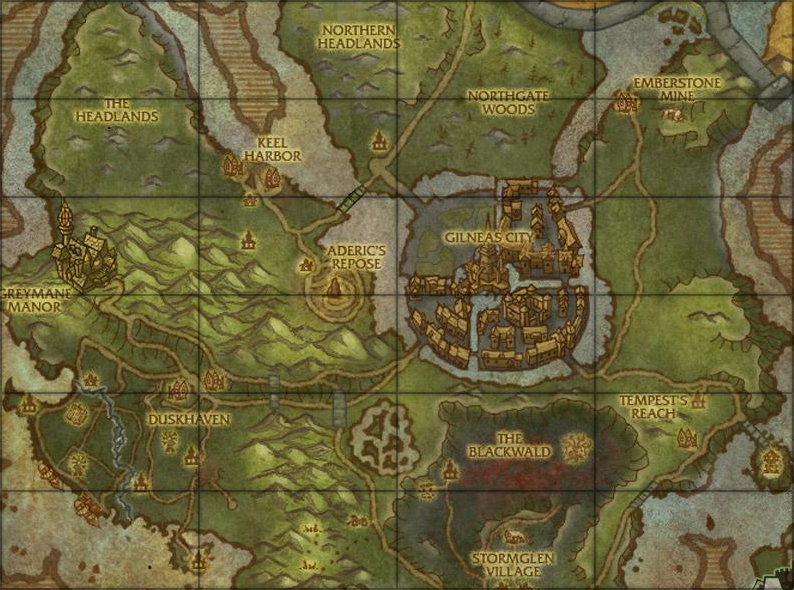 NORTHERN
HEADLANDS
EMBERSTONE
MINE
THE
HEADLANDS
NORTHGATE
WOODS
KEEL
HARBOR
GILNEAS CITY
ADERIC'S
REPOSE
GREYMANE
MANOR
DUSKHAVEN
TEMPEST'S
REACH
THE
BLACKWALD
STORMGLEN
VILLAGE